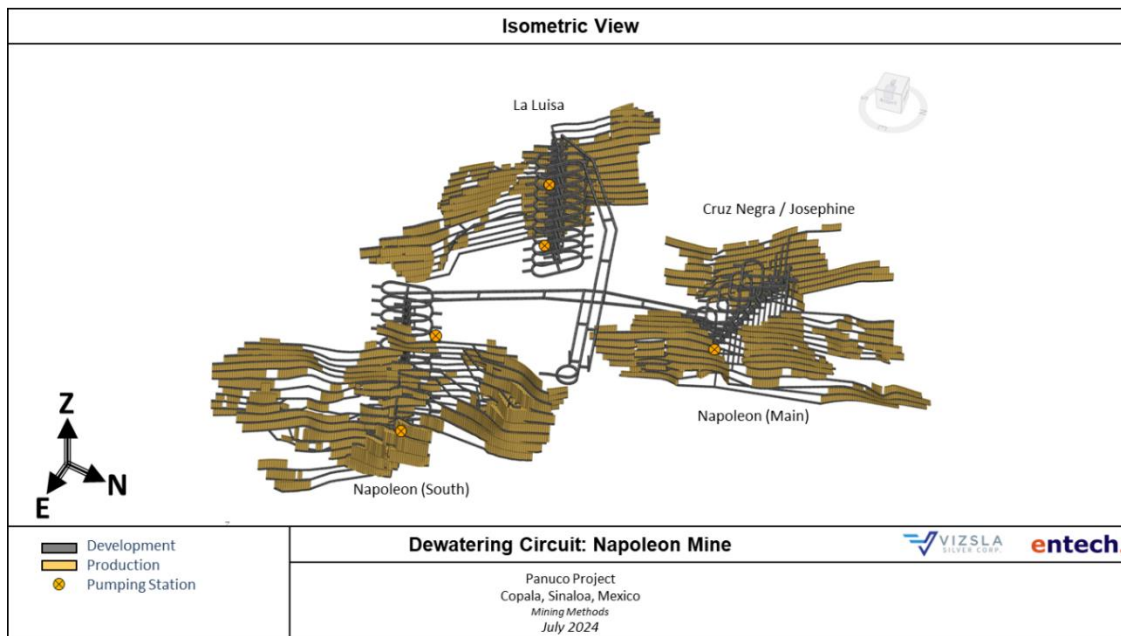 Isometric View
La Luisa
Cruz Negra / Josephine
Napoleon (Main)
Napoleon (South)
Z
N
E
Development
Production
Pumping Station
Dewatering Circuit: Napoleon Mine
VIZSLA
SILVER CORP.
entech.
Panuco Project
Copala, Sinaloa, Mexico
Mining Methods
July 2024